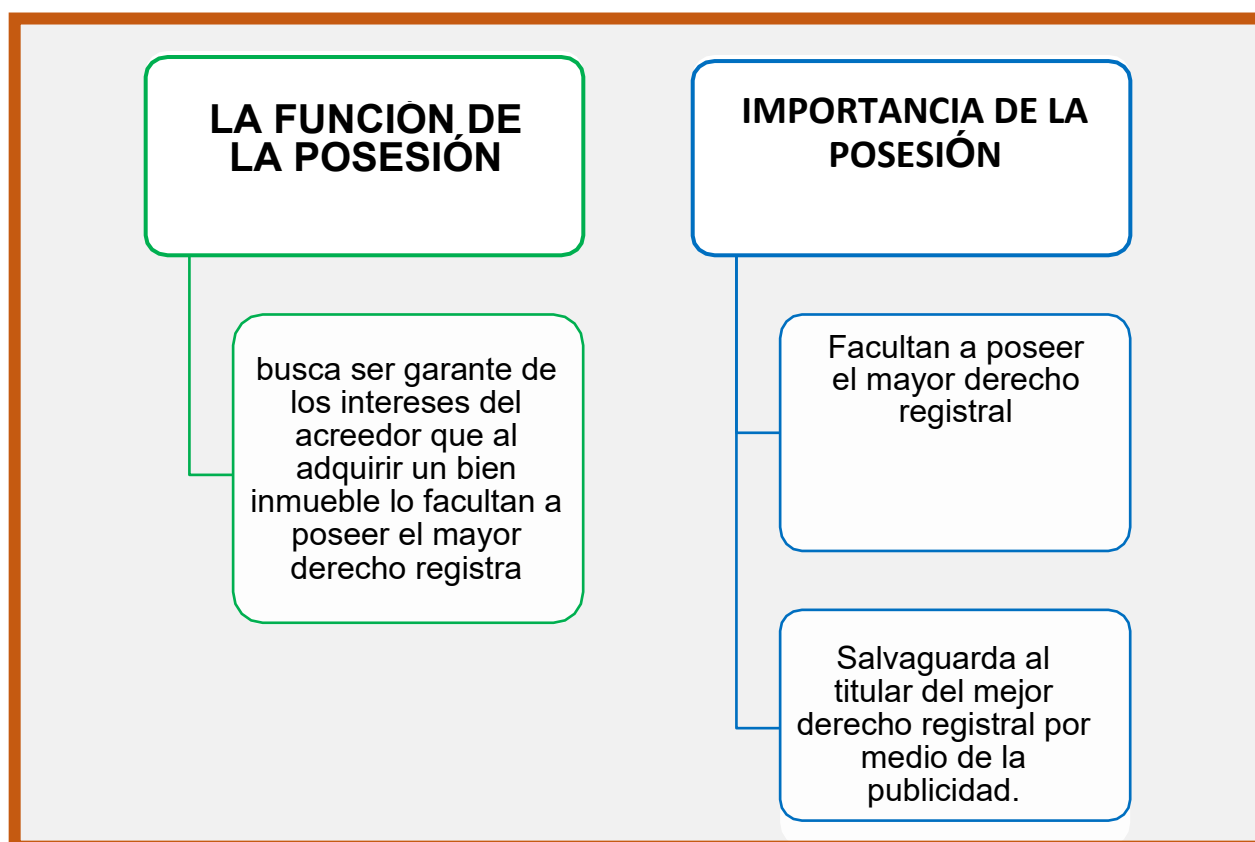 LA FUNCIÓN DE
LA POSESIÓN
busca ser garante de
los intereses del
acreedor que al
adquirir un bien
inmueble lo facultan a
poseer el mayor
derecho registra
IMPORTANCIA DE LA
POSESIÓN
Facultan a poseer
el mayor derecho
registral
Salvaguarda al
titular del mejor
derecho registral por
medio de la
publicidad.